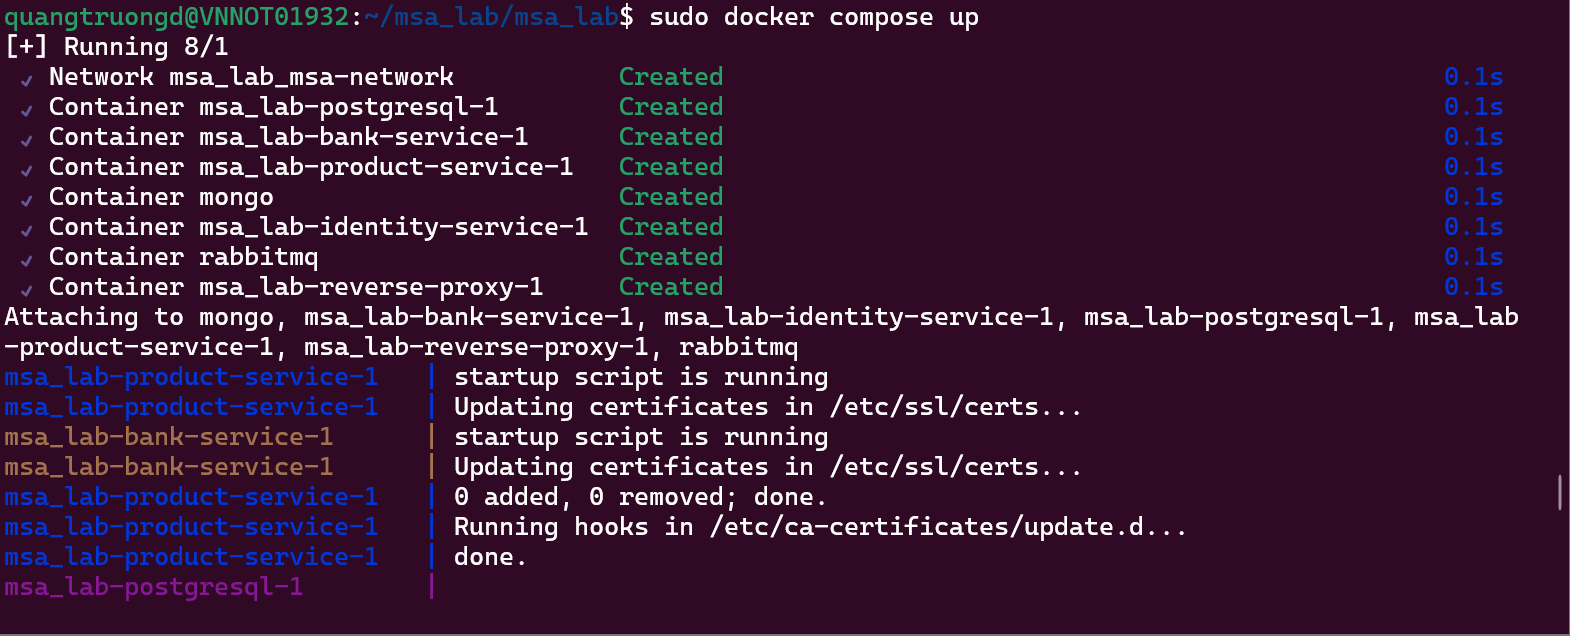 quangtruongd@VNNOT01932:~/msa_lab/msa_lab$ sudo docker compose up
[+] Running 8/1
✓ Network msa_lab_msa-network Created 0.1s
✓ Container msa_lab-postgresql-1 Created 0.1s
✓ Container msa_lab-bank-service-1 Created 0.1s
✓ Container msa_lab-product-service-1 Created 0.1s
✓ Container mongo Created 0.1s
✓ Container msa_lab-identity-service-1 Created 0.1s
✓ Container rabbitmq Created 0.1s
✓ Container msa_lab-reverse-proxy-1 Created 0.1s
Attaching to mongo, msa_lab-bank-service-1, msa_lab-identity-service-1, msa_lab-postgresql-1, msa_lab
-product-service-1, msa_lab-reverse-proxy-1, rabbitmq
msa_lab-product-service-1 | startup script is running
msa_lab-product-service-1 | Updating certificates in /etc/ssl/certs...
msa_lab-bank-service-1 | startup script is running
msa_lab-bank-service-1 | Updating certificates in /etc/ssl/certs...
msa_lab-product-service-1 | 0 added, 0 removed; done.
msa_lab-product-service-1 | Running hooks in /etc/ca-certificates/update.d...
msa_lab-product-service-1 | done.
msa_lab-postgresql-1 |